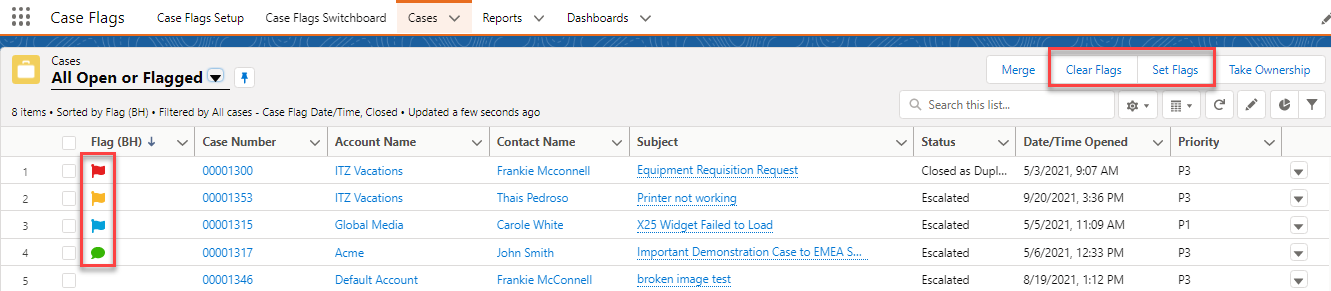 Case Flags Case Flags Setup Case Flags Switchboard Cases Reports Dashboards
Cases
All Open or Flagged
Merge Clear Flags Set Flags Take Ownership
8 items • Sorted by Flag (BH) • Filtered by All cases - Case Flag Date/Time, Closed • Updated a few seconds ago
Search this list...
Flag (BH) Case Number Account Name Contact Name Subject Status Date/Time Opened Priority
1 00001300 ITZ Vacations Frankie Mcconnell Equipment Requisition Request Closed as Dupl... 5/3/2021, 9:07 AM P3
2 00001353 ITZ Vacations Thais Pedroso Printer not working Escalated 9/20/2021, 3:36 PM P3
3 00001315 Global Media Carole White X25 Widget Failed to Load Escalated 5/5/2021, 11:09 AM P1
4 00001317 Acme John Smith Important Demonstration Case to EMEA S... Escalated 5/6/2021, 12:33 PM P3
5 00001346 Default Account Frankie McConnell broken image test Escalated 8/19/2021, 1:12 PM P3